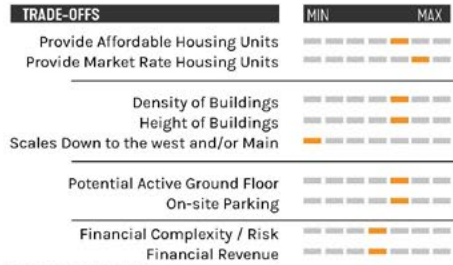 TRADE-OFFS MIN MAX
Provide Affordable Housing Units
Provide Market Rate Housing Units
Density of Buildings
Height of Buildings
Scales Down to the west and/or Main
Potential Active Ground Floor
On-site Parking
Financial Complexity / Risk
Financial Revenue